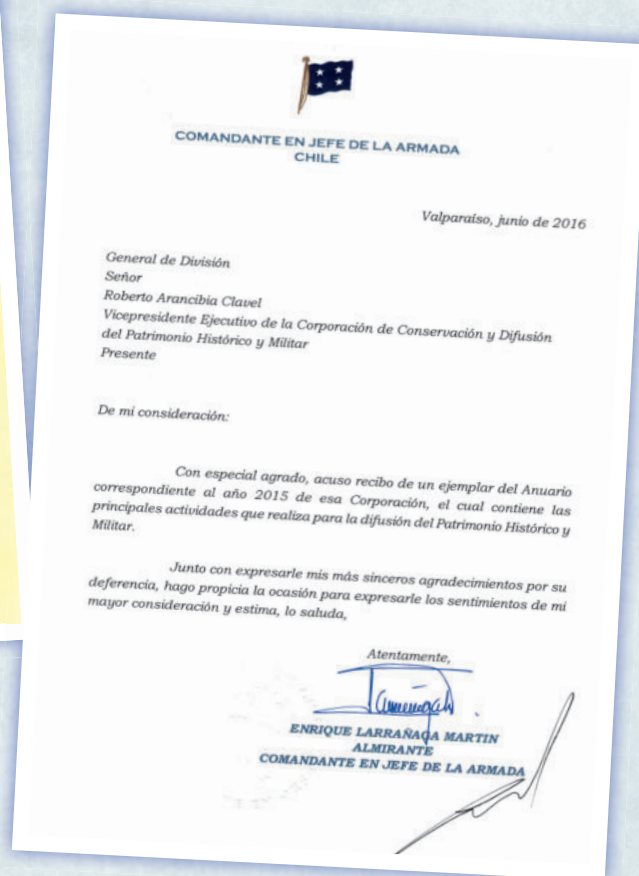 COMANDANTE EN JEFE DE LA ARMADA
CHILE
Valparaíso, junio de 2016
General de División
Señor
Roberto Arancibia Clavel
Vicepresidente Ejecutivo de la Corporación de Conservación y Difusión
del Patrimonio Histórico y Militar
Presente
De mi consideración:
Con especial agrado, acuso recibo de un ejemplar del Anuario
correspondiente al año 2015 de esa Corporación, el cual contiene las
principales actividades que realiza para la difusión del Patrimonio Histórico y
Militar.
Junto con expresarle mis más sinceros agradecimientos por su
deferencia, hago propicia la ocasión para expresarle los sentimientos de mi
mayor consideración y estima, lo saluda,
Atentamente,
ENRIQUE LARRAÑAGA MARTIN
ALMIRANTE
COMANDANTE EN JEFE DE LA ARMADA